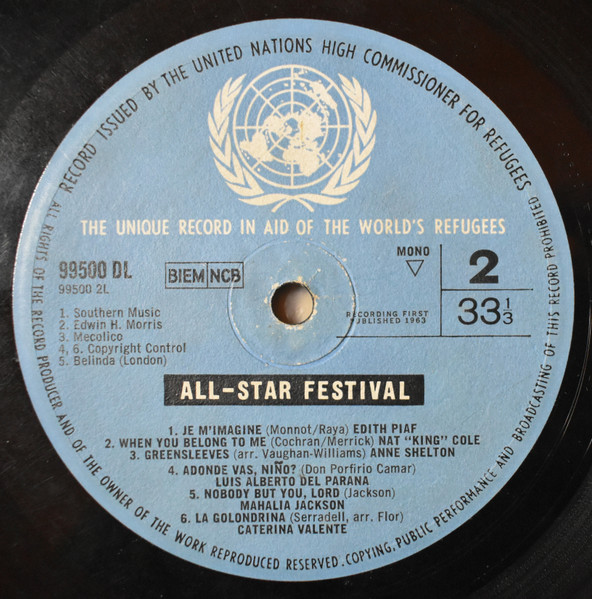 RECORD ISSUED BY THE UNITED NATIONS HIGH COMMISSIONER FOR REFUGEES
THE UNIQUE RECORD IN AID OF THE WORLD'S REFUGEES
99500 DL
99500 2L
BIEM NCB
MONO
2
33 1/3
RECORDING FIRST
PUBLISHED 1963
1. Southern Music
2. Edwin H. Morris
3. Mecolico
4, 6. Copyright Control
5. Belinda (London)
ALL-STAR FESTIVAL
1. JE M'IMAGINE (Monnot/Raya) EDITH PIAF
2. WHEN YOU BELONG TO ME (Cochran/Merrick) NAT "KING" COLE
3. GREENSLEEVES (arr. Vaughan-Williams) ANNE SHELTON
4. ADONDE VAS, NIÑO? (Don Porfirio Camar)
LUIS ALBERTO DEL PARANA
5. NOBODY BUT YOU, LORD (Jackson)
MAHALIA JACKSON
6. LA GOLONDRINA (Serradell, arr. Flor)
CATERINA VALENTE
ALL RIGHTS OF THE RECORD PRODUCER AND OF THE OWNER OF THE WORK REPRODUCED RESERVED. COPYING, PUBLIC PERFORMANCE AND BROADCASTING OF THIS RECORD PROHIBITED